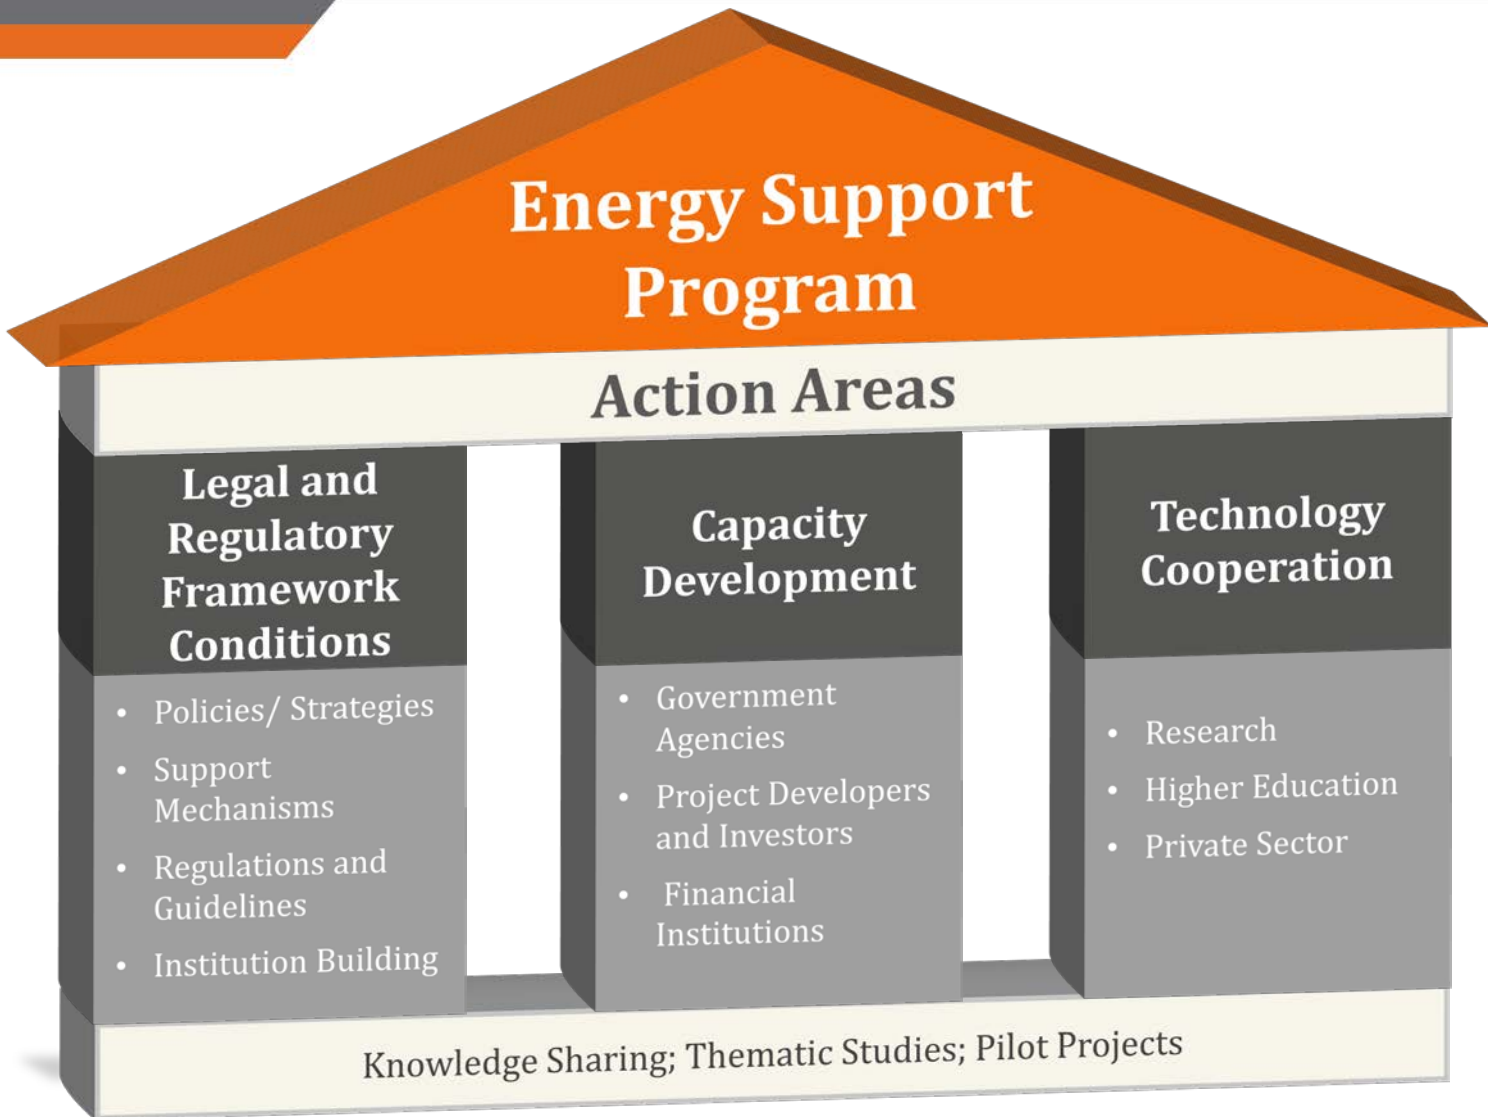 Energy Support
Program
Action Areas
Legal and
Regulatory
Framework
Conditions
• Policies/ Strategies
• Support
Mechanisms
• Regulations and
Guidelines
• Institution Building
Capacity
Development
• Government
Agencies
• Project Developers
and Investors
• Financial
Institutions
Technology
Cooperation
• Research
• Higher Education
• Private Sector
Knowledge Sharing; Thematic Studies; Pilot Projects